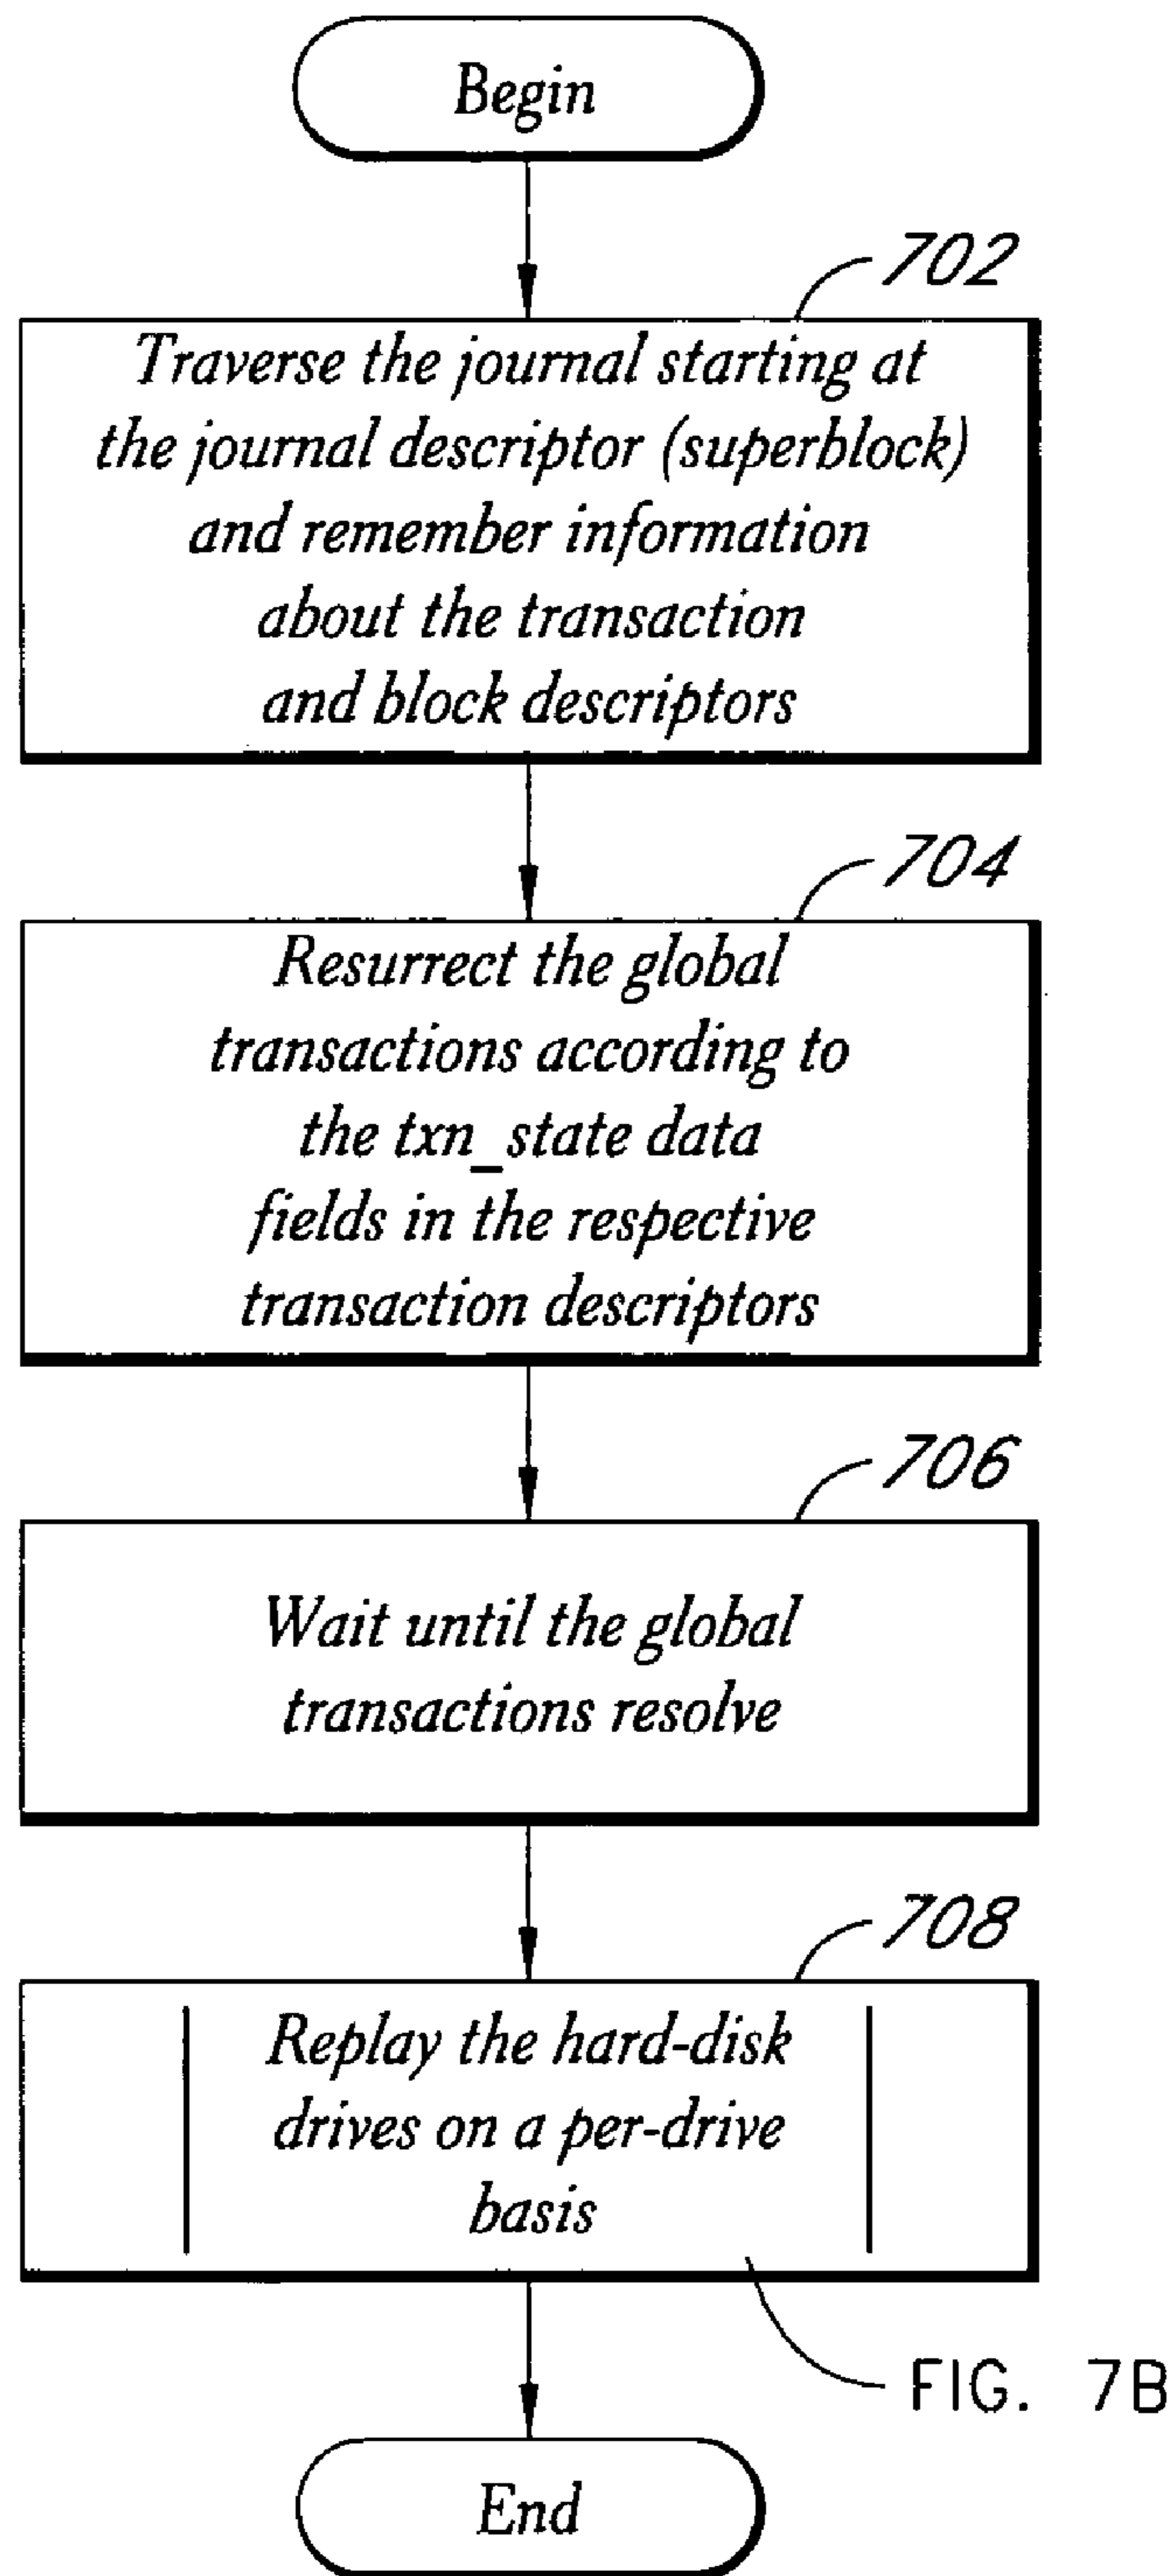 Begin
702
Traverse the journal starting at
the journal descriptor (superblock)
and remember information
about the transaction
and block descriptors
704
Resurrect the global
transactions according to
the txn_state data
fields in the respective
transaction descriptors
706
Wait until the global
transactions resolve
708
Replay the hard-disk
drives on a per-drive
basis
FIG. 7B
End